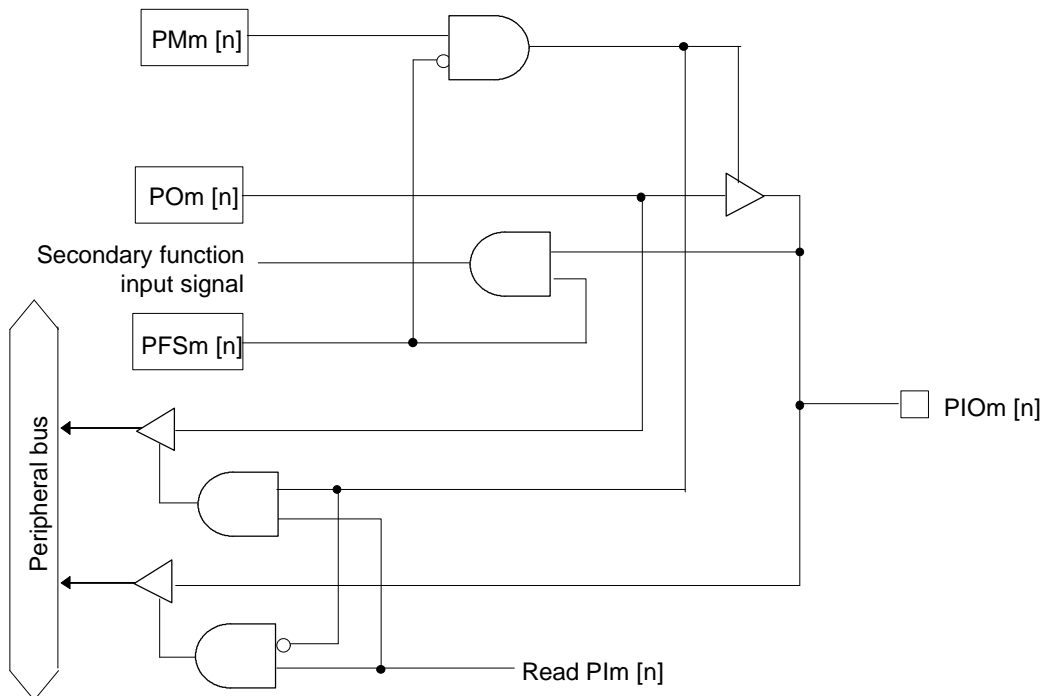 PMm [n]
POm [n]
Secondary function
input signal
PFSm [n]
PIOm [n]
Peripheral bus
Read PIm [n]